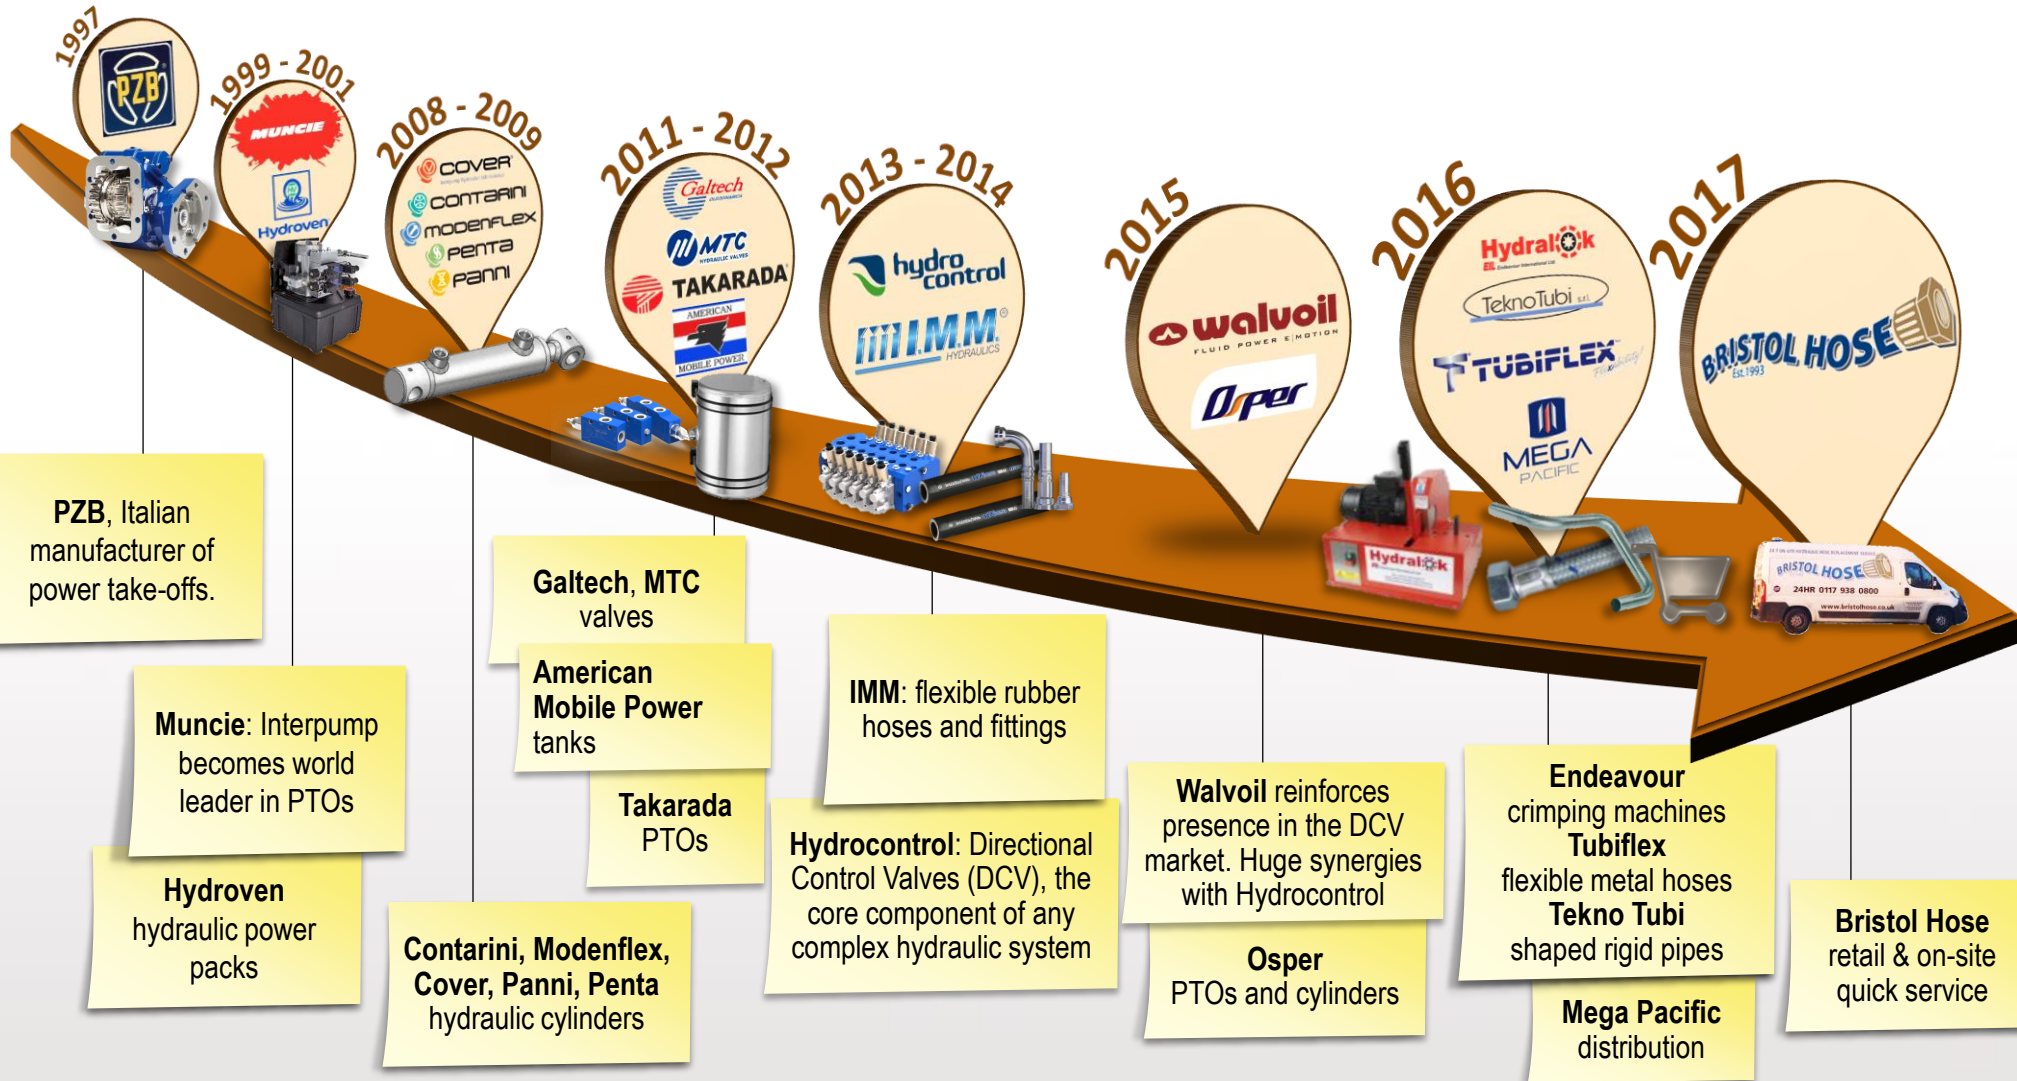 1997
PZB
1999 - 2001
MUNCIE
Hydroven
2008 - 2009
COVER
CONTARINI
MODENFLEX
PENTA
PANNI
2011 - 2012
Galtech
MTC
HYDRAULIC VALVES
TAKARADA
AMERICAN
MOBILE POWER
2013 - 2014
hydro
control
I.M.M.
HYDRAULICS
2015
walvoil
FLUID POWER E|MOTION
Osper
2016
Hydralok
EIL Endeavour International Ltd.
TeknoTubi s.r.l.
TUBIFLEX
MEGA
PACIFIC
2017
BRISTOL HOSE
Est.1993
Hydralok
BRISTOL HOSE
24HR 0117 938 0800
www.bristolhose.co.uk
PZB, Italian
manufacturer of
power take-offs.
Muncie: Interpump
becomes world
leader in PTOs
Hydroven
hydraulic power
packs
Contarini, Modenflex,
Cover, Panni, Penta
hydraulic cylinders
Galtech, MTC
valves
American
Mobile Power
tanks
Takarada
PTOs
IMM: flexible rubber
hoses and fittings
Hydrocontrol: Directional
Control Valves (DCV), the
core component of any
complex hydraulic system
Walvoil reinforces
presence in the DCV
market. Huge synergies
with Hydrocontrol
Osper
PTOs and cylinders
Endeavour
crimping machines
Tubiflex
flexible metal hoses
Tekno Tubi
shaped rigid pipes
Mega Pacific
distribution
Bristol Hose
retail & on-site
quick service